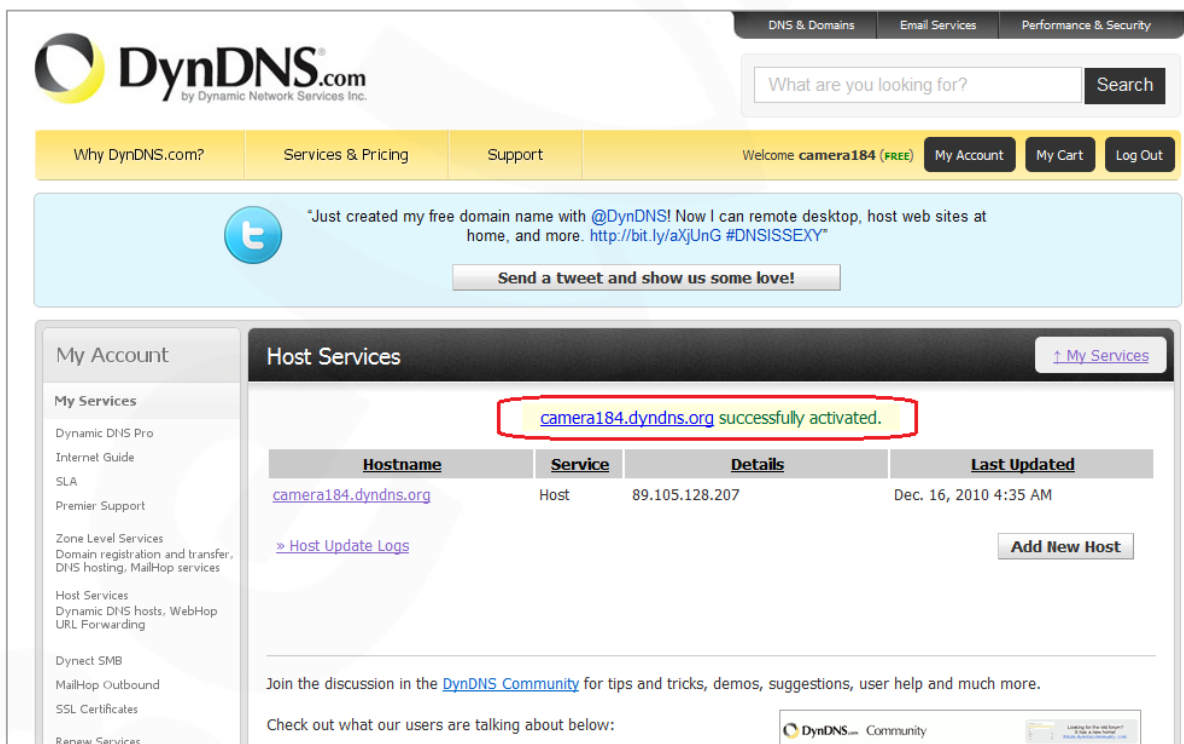 DNS & Domains Email Services Performance & Security
DynDNS.com
by Dynamic Network Services Inc.
What are you looking for? Search
Why DynDNS.com? Services & Pricing Support Welcome camera184 (FREE) My Account My Cart Log Out
"Just created my free domain name with @DynDNS! Now I can remote desktop, host web sites at
home, and more. http://bit.ly/aXjUnG #DNSISSEXY"
Send a tweet and show us some love!
My Account
My Services
Dynamic DNS Pro
Internet Guide
SLA
Premier Support
Zone Level Services
Domain registration and transfer,
DNS hosting, MailHop services
Host Services
Dynamic DNS hosts, WebHop
URL Forwarding
Dynect SMB
MailHop Outbound
SSL Certificates
Renew Services
Host Services ↑ My Services
camera184.dyndns.org successfully activated.
Hostname Service Details Last Updated
camera184.dyndns.org Host 89.105.128.207 Dec. 16, 2010 4:35 AM
» Host Update Logs Add New Host
Join the discussion in the DynDNS Community for tips and tricks, demos, suggestions, user help and much more.
Check out what our users are talking about below:
DynDNS Community